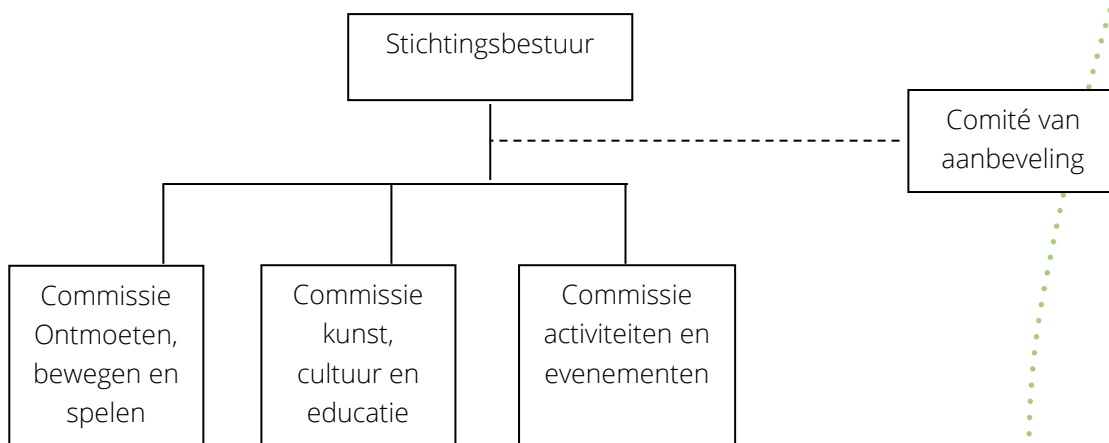 Stichtingsbestuur
Comité van
aanbeveling
Commissie
Ontmoeten,
bewegen en
spelen
Commissie
kunst,
cultuur en
educatie
Commissie
activiteiten en
evenementen